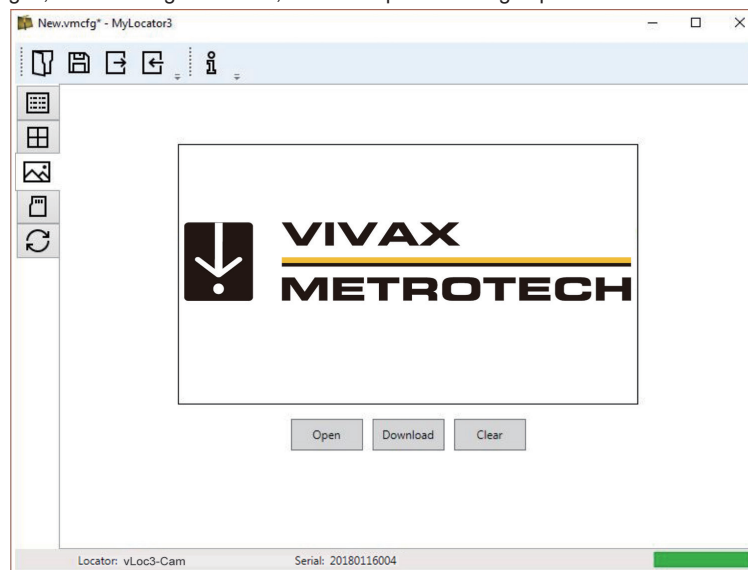 New.vmcfg* - MyLocator3
VIVAX
METROTECH
Open Download Clear
Locator: vLoc3-Cam Serial: 20180116004